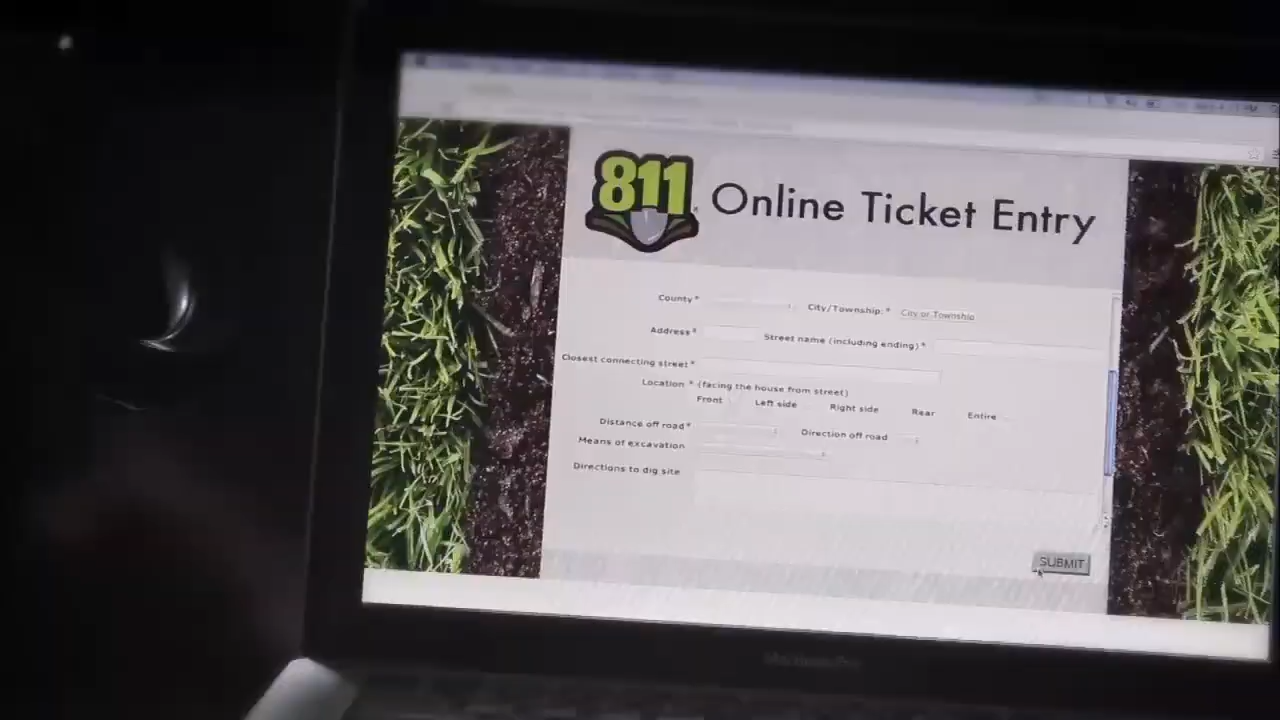 811 Online Ticket Entry
County* City/Township:* City or Township
Address* Street name (including ending)*
Closest connecting street*
Location * (facing the house from street)
Front Left side Right side Rear Entire
Distance off road* Direction off road
Means of excavation
Directions to dig site
SUBMIT